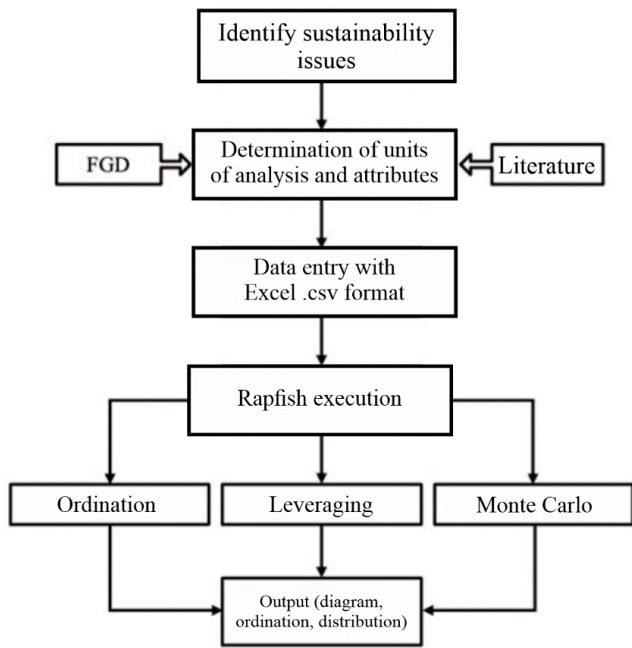 Identify sustainability
issues
FGD
Determination of units
of analysis and attributes
Literature
Data entry with
Excel .csv format
Rapfish execution
Ordination
Leveraging
Monte Carlo
Output (diagram,
ordination, distribution)